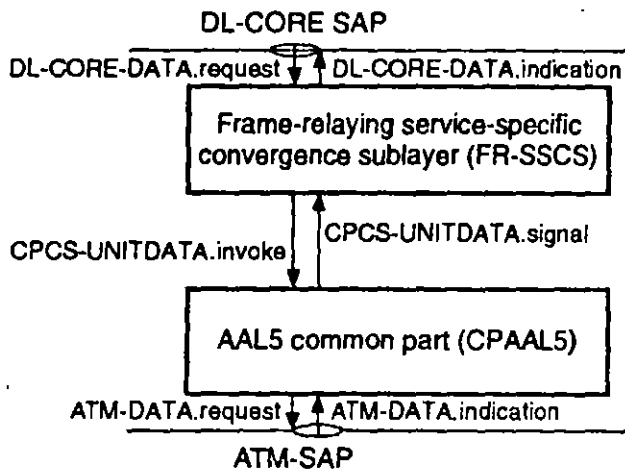 DL-CORE SAP
DL-CORE-DATA.request DL-CORE-DATA.indication
Frame-relaying service-specific
convergence sublayer (FR-SSCS)
CPCS-UNITDATA.signal
CPCS-UNITDATA.invoke
AAL5 common part (CPAAL5)
ATM-DATA.request ATM-DATA.indication
ATM-SAP